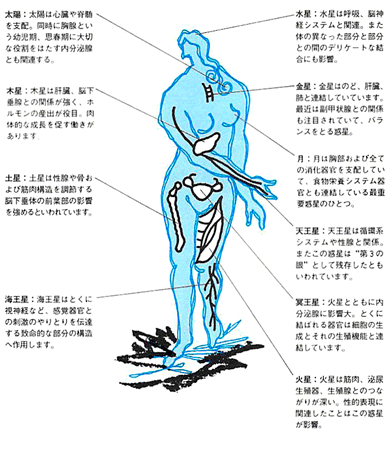 太陽：太陽は心臓や脊髄
を支配。同時に胸腺とい
う幼児期、思春期に大切
な役割をはたす内分泌腺
とも関連する。
木星：木星は肝臓、脳下
垂腺との関係が強く、ホ
ルモンの産出が役目。肉
体的な成長を促す働きが
あります。
土星：土星は性腺や骨お
よび筋肉構造を調節する
脳下垂体の前葉部の影響
を強めるといわれています。
海王星：海王星はとくに
視神経など、感覚器官と
の刺激のやりとりを伝達
する致命的な部分の構造
へ作用します。
水星：水星は呼吸、脳神
経システムと関連。また
体の異なった部分と部分
との間のデリケートな結
合にも影響。
金星：金星はのど、肝臓、
肺と連結していています。
最近は副甲状腺との関係
も注目されていて、バラ
ンスをとる惑星。
月：月は胸部および全て
の消化器官を支配してい
て、食物栄養システム器
官とも連結している最重
要惑星のひとつ。
天王星：天王星は循環系
システムや性腺と関係。
またこの惑星は“第3の
眼”として残存したとも
いわれています。
冥王星：火星とともに内
分泌腺に影響大。とくに
結ばれる器官は細胞の生
成とその生殖機能と連結
しています。
火星：火星は筋肉、泌尿
生殖器、生殖腺とのつな
がりが深い。性的表現に
関連したことはこの惑星
が影響。